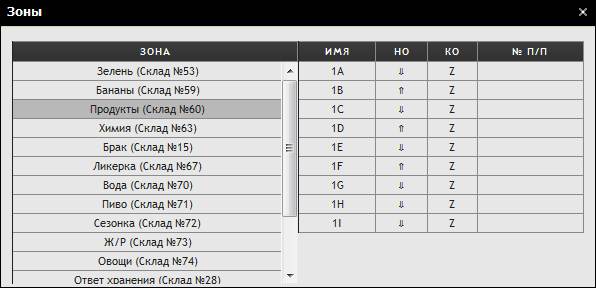 Зоны ×
ЗОНА ИМЯ НО КО № П/П
Зелень (Склад №53) 1A ⇓ Z
Бананы (Склад №59) 1B ⇑ Z
Продукты (Склад №60) 1C ⇓ Z
Химия (Склад №63) 1D ⇑ Z
Брак (Склад №15) 1E ⇓ Z
Ликерка (Склад №67) 1F ⇑ Z
Вода (Склад №70) 1G ⇓ Z
Пиво (Склад №71) 1H ⇓ Z
Сезонка (Склад №72) 1I ⇓ Z
Ж/Р (Склад №73)
Овощи (Склад №74)
Ответ хранения (Склад №28)